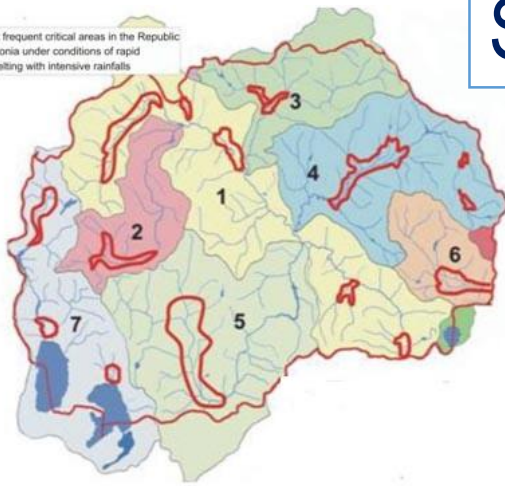 frequent critical areas in the Republic
onia under conditions of rapid
elting with intensive rainfalls
S
3
4
1
2
6
5
7